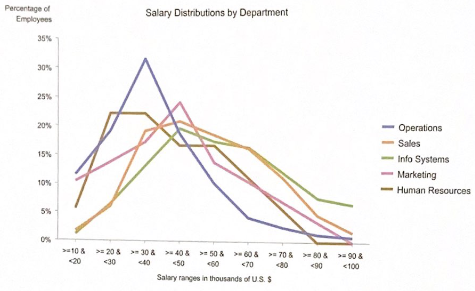 Percentage of
Employees
Salary Distributions by Department
35%
30%
25%
20%
15%
10%
5%
0%
>=10 & >= 20 & >= 30 & >= 40 & >= 50 & >= 60 & >= 70 & >= 80 & >= 90 &
<20 <30 <40 <50 <60 <70 <80 <90 <100
Salary ranges in thousands of U.S. $
Operations
Sales
Info Systems
Marketing
Human Resources